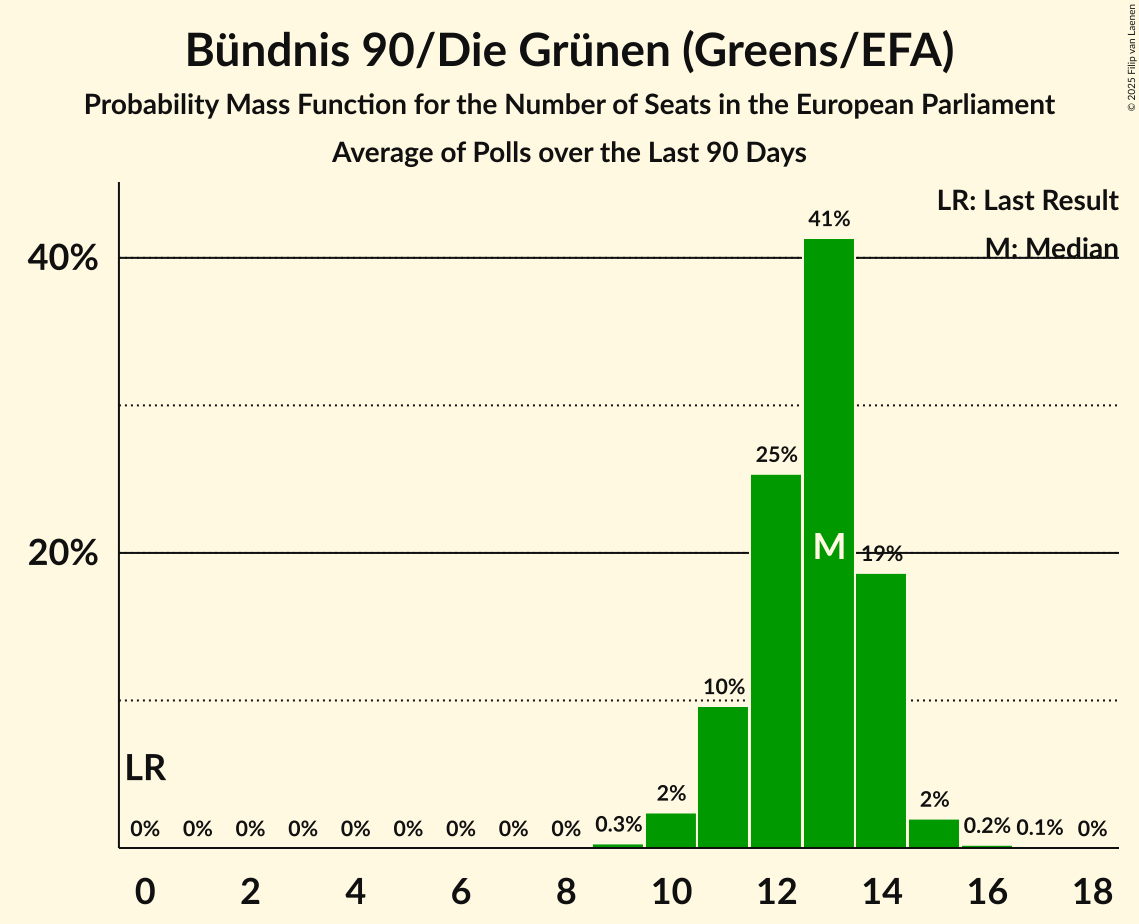 Bündnis 90/Die Grünen (Greens/EFA)
Probability Mass Function for the Number of Seats in the European Parliament
Average of Polls over the Last 90 Days
© 2025 Filip van Laenen
LR: Last Result
M: Median
40%
20%
41%
25%
M
19%
10%
LR
0% 0% 0% 0% 0% 0% 0% 0% 0% 0.3% 2% 2% 0.2% 0.1% 0%
0 2 4 6 8 10 12 14 16 18